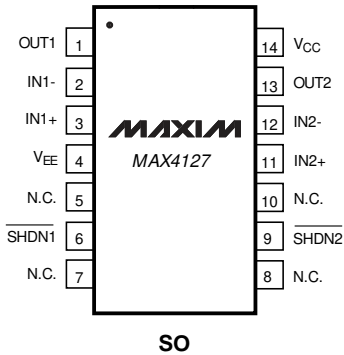 OUT1 1
IN1- 2
IN1+ 3
VEE 4
N.C. 5
SHDN1 6
N.C. 7
MAXIM
MAX4127
14 VCC
13 OUT2
12 IN2-
11 IN2+
10 N.C.
9 SHDN2
8 N.C.
SO